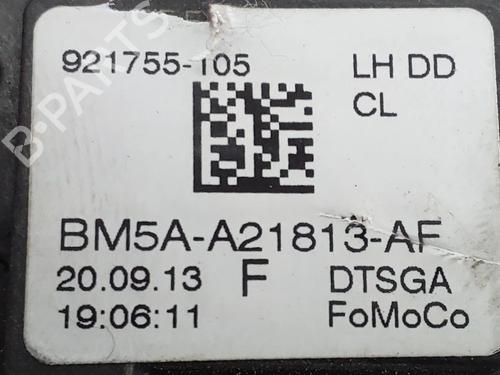 921755-105 LH DD
CL
BM5A-A21813-AF
20.09.13 F DTSGA
19:06:11 FoMoCo
B-PARTS